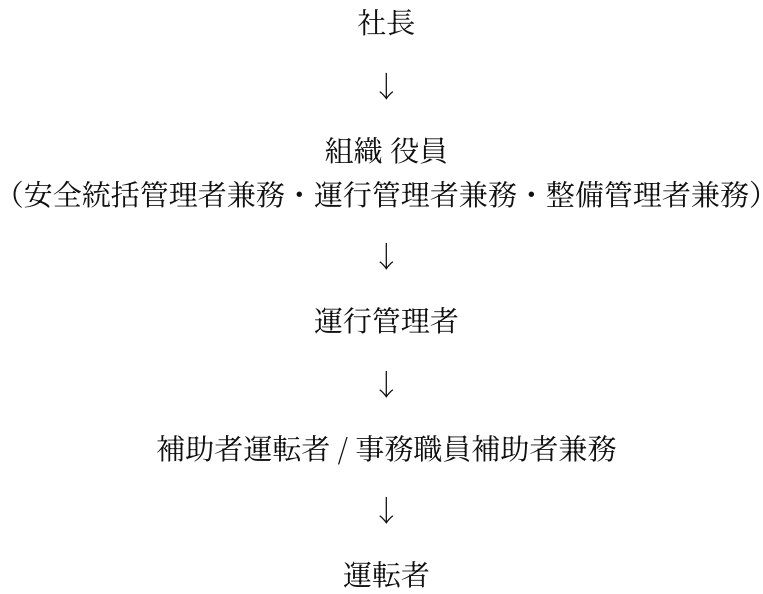 社長
↓
組織 役員
（安全統括管理者兼務・運行管理者兼務・整備管理者兼務）
↓
運行管理者
↓
補助者運転者 / 事務職員補助者兼務
↓
運転者